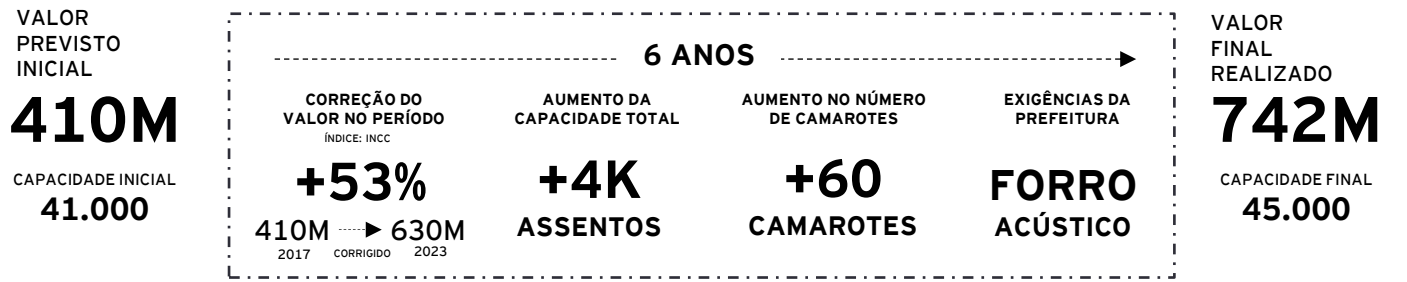 VALOR
PREVISTO
INICIAL
410M
CAPACIDADE INICIAL
41.000
6 ANOS
CORREÇÃO DO
VALOR NO PERÍODO
ÍNDICE: INCC
+53%
410M 630M
2017 CORRIGIDO 2023
AUMENTO DA
CAPACIDADE TOTAL
+4K
ASSENTOS
AUMENTO NO NÚMERO
DE CAMAROTES
+60
CAMAROTES
EXIGÊNCIAS DA
PREFEITURA
FORRO
ACÚSTICO
VALOR
FINAL
REALIZADO
742M
CAPACIDADE FINAL
45.000